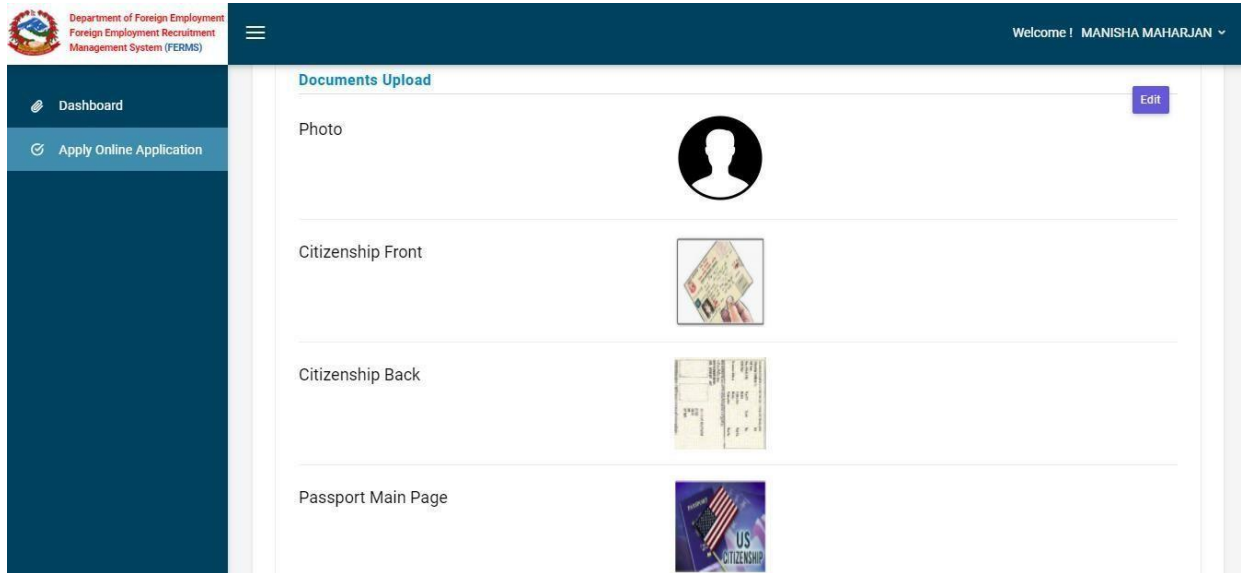 Department of Foreign Employment
Foreign Employment Recruitment
Management System (FERMS)
Welcome ! MANISHA MAHARJAN
Dashboard
Apply Online Application
Documents Upload
Edit
Photo
Citizenship Front
Citizenship Back
Passport Main Page
PASSPORT
US
CITIZENSHIP